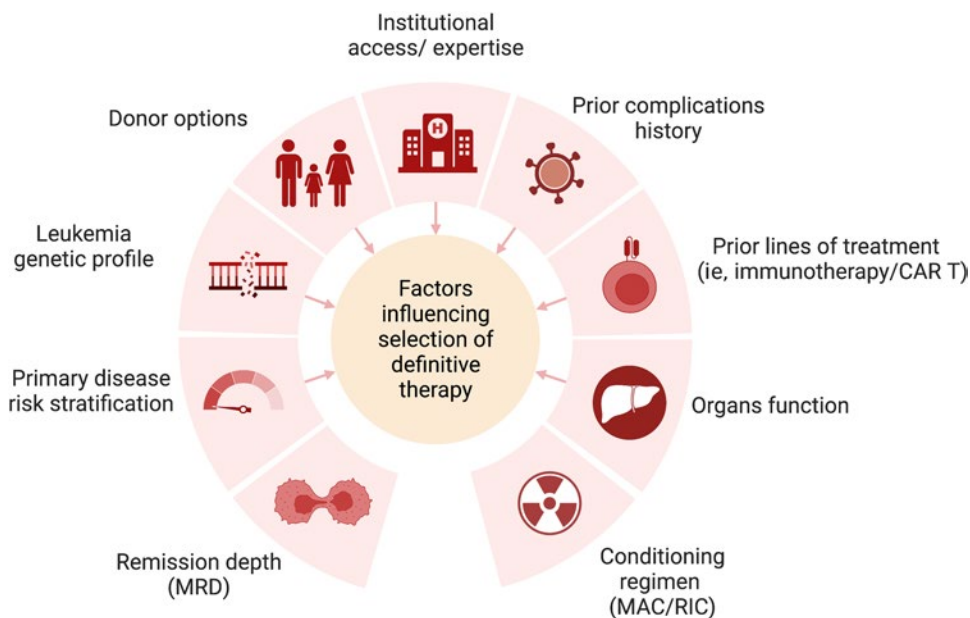 Institutional
access/ expertise
Prior complications
history
Donor options
H
Leukemia
genetic profile
Prior lines of treatment
(ie, immunotherapy/CAR T)
Factors
influencing
selection of
definitive
therapy
Primary disease
risk stratification
Organs function
Remission depth
(MRD)
Conditioning
regimen
(MAC/RIC)